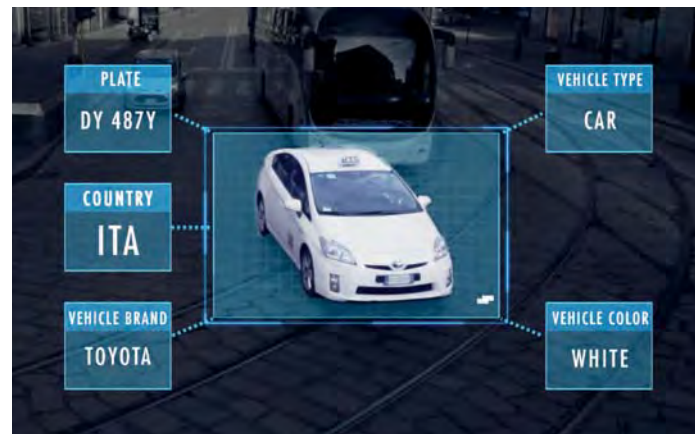 PLATE
DY 487Y
VEHICLE TYPE
CAR
COUNTRY
ITA
VEHICLE BRAND
TOYOTA
VEHICLE COLOR
WHITE